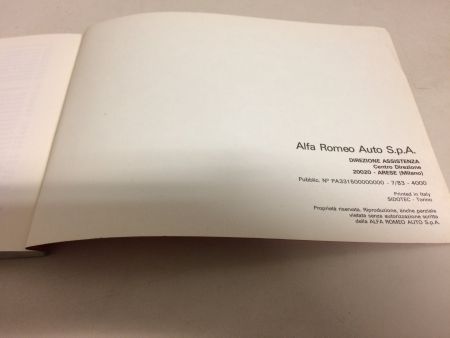 Alfa Romeo Auto S.p.A.
DIREZIONE ASSISTENZA
Centro Direzione
20020 - ARESE (Milano)
Pubblic. N° PA331500000000 - 7/83 - 4000
Printed in Italy
SIDOTEC - Torino
Proprietà riservata. Riproduzione, anche parziale
vietata senza autorizzazione scritta
della ALFA ROMEO AUTO S.p.A.